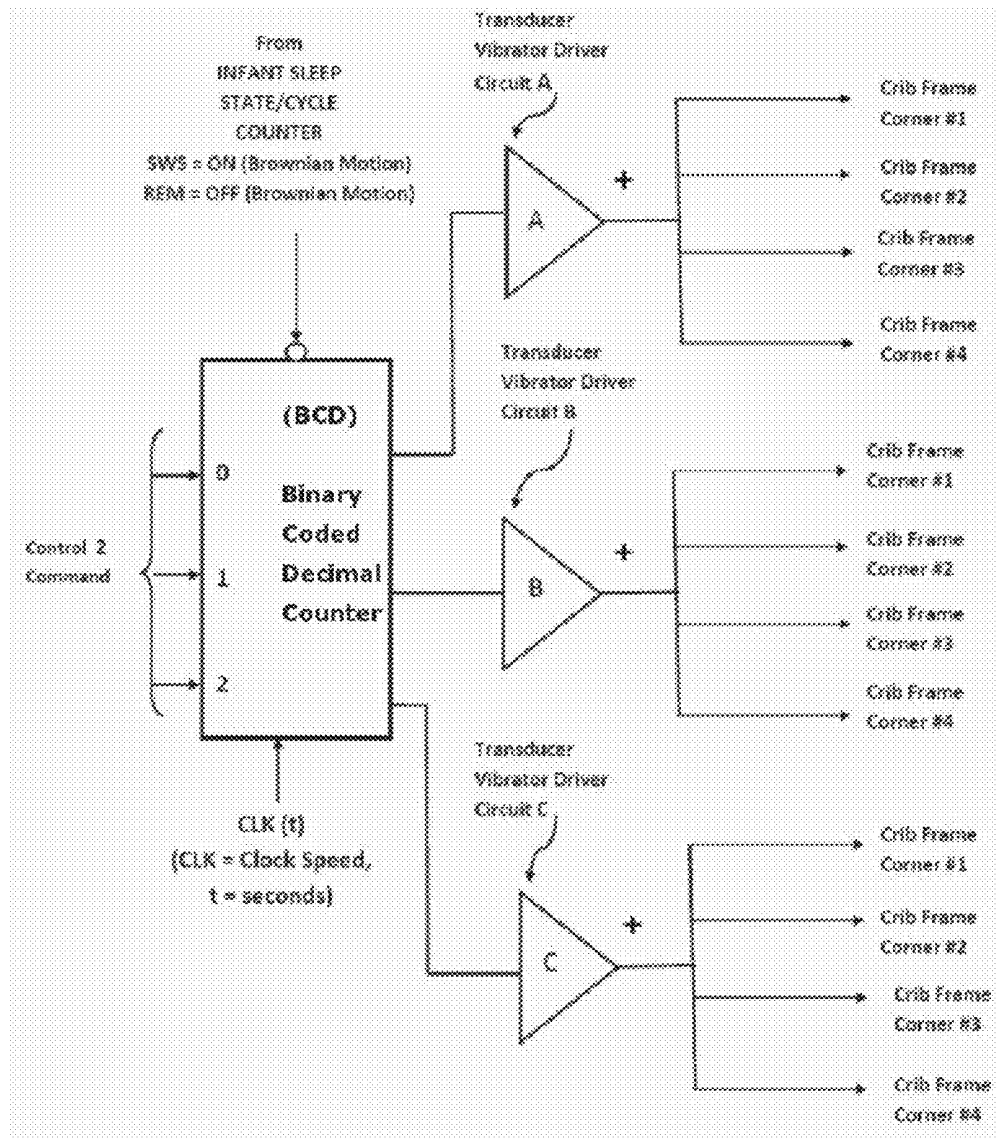 From
INFANT SLEEP
STATE/CYCLE
COUNTER
SWS = ON (Brownian Motion)
REM = OFF (Brownian Motion)
Transducer
Vibrator Driver
Circuit A
A
+
Crib Frame
Corner #1
Crib Frame
Corner #2
Crib Frame
Corner #3
Crib Frame
Corner #4
Control 2
Command
0
1
2
(BCD)
Binary
Coded
Decimal
Counter
CLK (t)
(CLK = Clock Speed,
t = seconds)
Transducer
Vibrator Driver
Circuit B
B
+
Crib Frame
Corner #1
Crib Frame
Corner #2
Crib Frame
Corner #3
Crib Frame
Corner #4
Transducer
Vibrator Driver
Circuit C
C
+
Crib Frame
Corner #1
Crib Frame
Corner #2
Crib Frame
Corner #3
Crib Frame
Corner #4